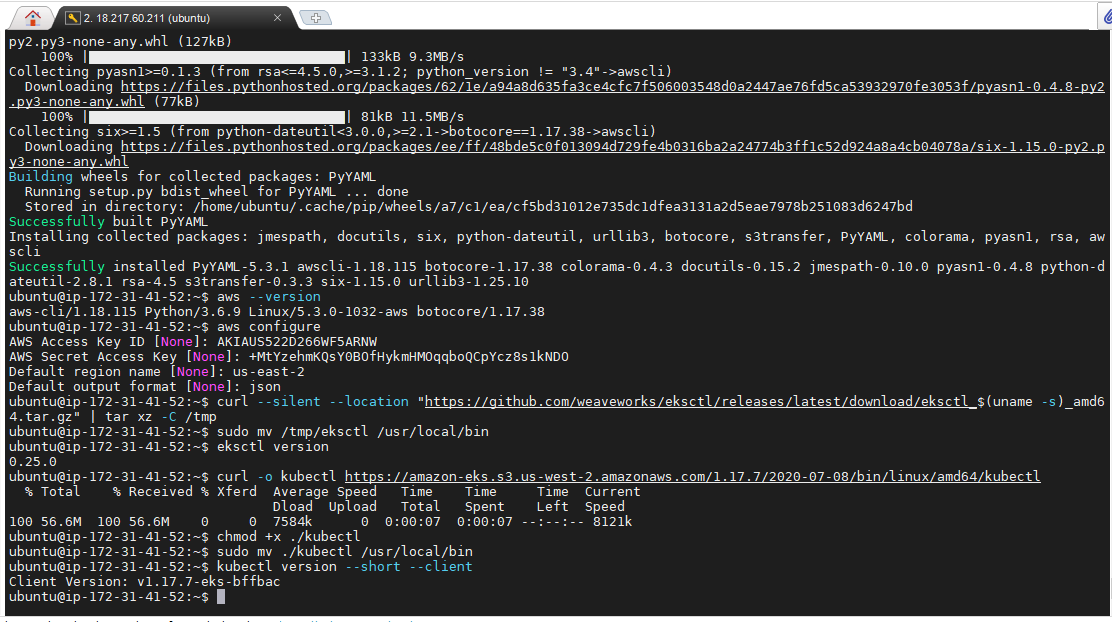 2. 18.217.60.211 (ubuntu)
py2.py3-none-any.whl (127kB)
100% | | 133kB 9.3MB/s
Collecting pyasn1>=0.1.3 (from rsa<=4.5.0,>=3.1.2; python_version != "3.4"->awscli)
Downloading https://files.pythonhosted.org/packages/62/1e/a94a8d635fa3ce4cfc7f506003548d0a2447ae76fd5ca53932970fe3053f/pyasn1-0.4.8-py2
.py3-none-any.whl (77kB)
100% | | 81kB 11.5MB/s
Collecting six>=1.5 (from python-dateutil<3.0.0,>=2.1->botocore==1.17.38->awscli)
Downloading https://files.pythonhosted.org/packages/ee/ff/48bde5c0f013094d729fe4b0316ba2a24774b3ff1c52d924a8a4cb04078a/six-1.15.0-py2.p
y3-none-any.whl
Building wheels for collected packages: PyYAML
Running setup.py bdist_wheel for PyYAML ... done
Stored in directory: /home/ubuntu/.cache/pip/wheels/a7/c1/ea/cf5bd31012e735dc1dfea3131a2d5eae7978b251083d6247bd
Successfully built PyYAML
Installing collected packages: jmespath, docutils, six, python-dateutil, urllib3, botocore, s3transfer, PyYAML, colorama, pyasn1, rsa, aw
scli
Successfully installed PyYAML-5.3.1 awscli-1.18.115 botocore-1.17.38 colorama-0.4.3 docutils-0.15.2 jmespath-0.10.0 pyasn1-0.4.8 python-d
ateutil-2.8.1 rsa-4.5 s3transfer-0.3.3 six-1.15.0 urllib3-1.25.10
ubuntu@ip-172-31-41-52:~$ aws --version
aws-cli/1.18.115 Python/3.6.9 Linux/5.3.0-1032-aws botocore/1.17.38
ubuntu@ip-172-31-41-52:~$ aws configure
AWS Access Key ID [None]: AKIAUS522D266WF5ARNW
AWS Secret Access Key [None]: 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
Default region name [None]: us-east-2
Default output format [None]: json
ubuntu@ip-172-31-41-52:~$ curl --silent --location "https://github.com/weaveworks/eksctl/releases/latest/download/eksctl_$(uname -s)_amd6
4.tar.gz" | tar xz -C /tmp
ubuntu@ip-172-31-41-52:~$ sudo mv /tmp/eksctl /usr/local/bin
ubuntu@ip-172-31-41-52:~$ eksctl version
0.25.0
ubuntu@ip-172-31-41-52:~$ curl -o kubectl https://amazon-eks.s3.us-west-2.amazonaws.com/1.17.7/2020-07-08/bin/linux/amd64/kubectl
% Total % Received % Xferd Average Speed Time Time Time Current
Dload Upload Total Spent Left Speed
100 56.6M 100 56.6M 0 0 7584k 0 0:00:07 0:00:07 --:--:-- 8121k
ubuntu@ip-172-31-41-52:~$ chmod +x ./kubectl
ubuntu@ip-172-31-41-52:~$ sudo mv ./kubectl /usr/local/bin
ubuntu@ip-172-31-41-52:~$ kubectl version --short --client
Client Version: v1.17.7-eks-bffbac
ubuntu@ip-172-31-41-52:~$